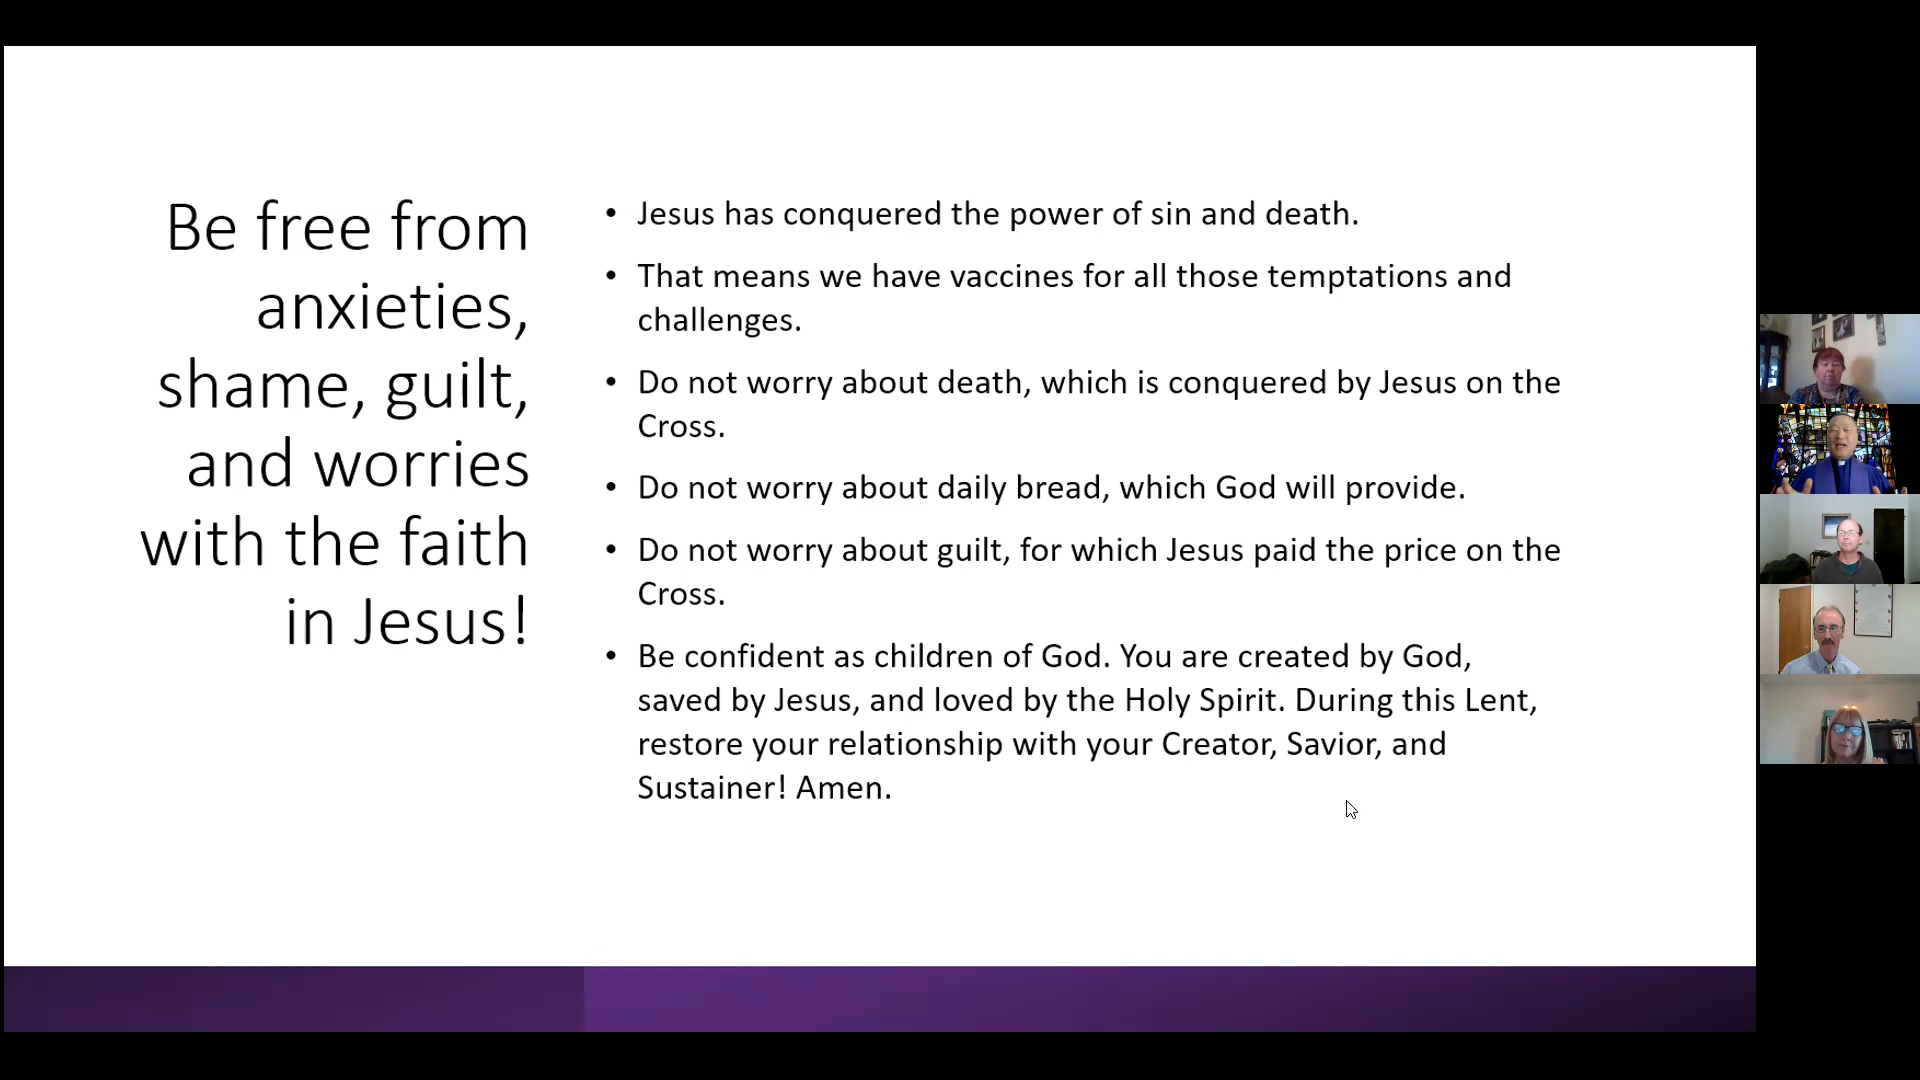 Be free from
anxieties,
shame, guilt,
and worries
with the faith
in Jesus!
• Jesus has conquered the power of sin and death.
• That means we have vaccines for all those temptations and
challenges.
• Do not worry about death, which is conquered by Jesus on the
Cross.
• Do not worry about daily bread, which God will provide.
• Do not worry about guilt, for which Jesus paid the price on the
Cross.
• Be confident as children of God. You are created by God,
saved by Jesus, and loved by the Holy Spirit. During this Lent,
restore your relationship with your Creator, Savior, and
Sustainer! Amen.